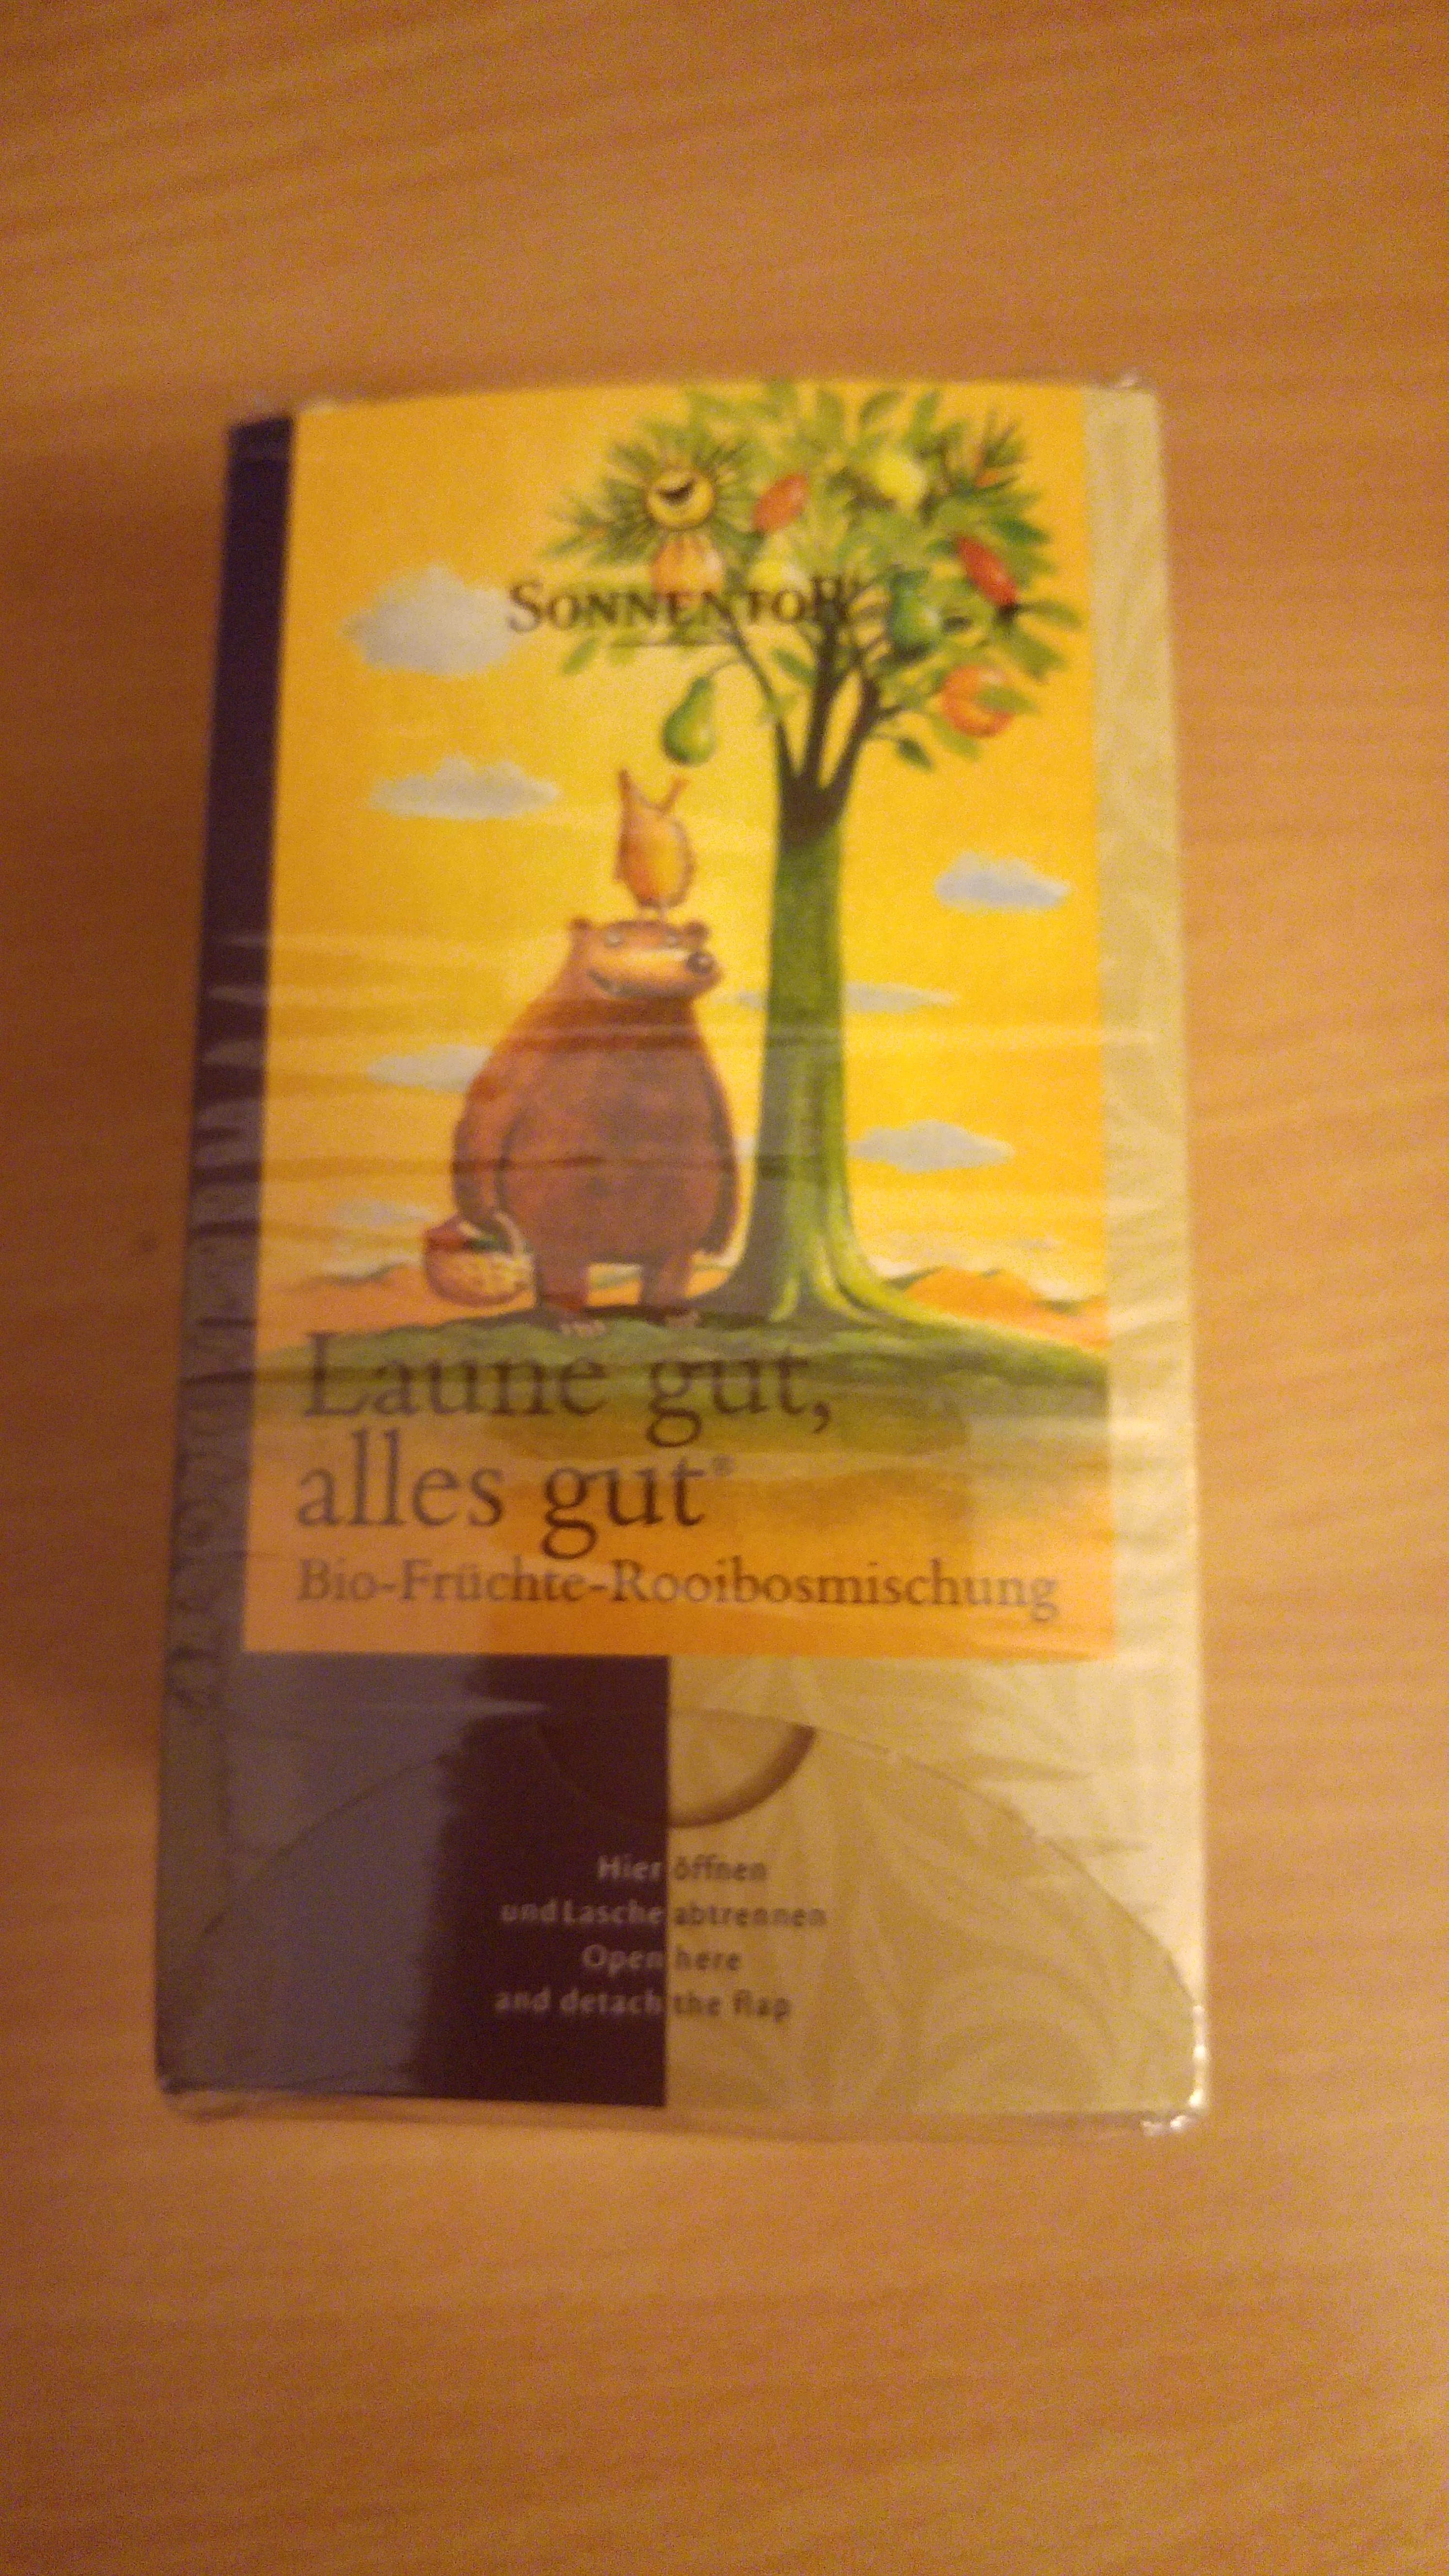 SONNENTOR®
Laune gut,
alles gut®
Bio-Früchte-Rooibosmischung
Hier öffnen
und Lasche abtrennen
Open here
and detach the flap